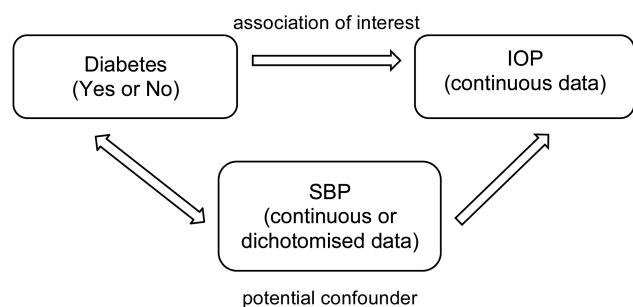 association of interest
Diabetes
(Yes or No)
IOP
(continuous data)
SBP
(continuous or
dichotomised data)
potential confounder